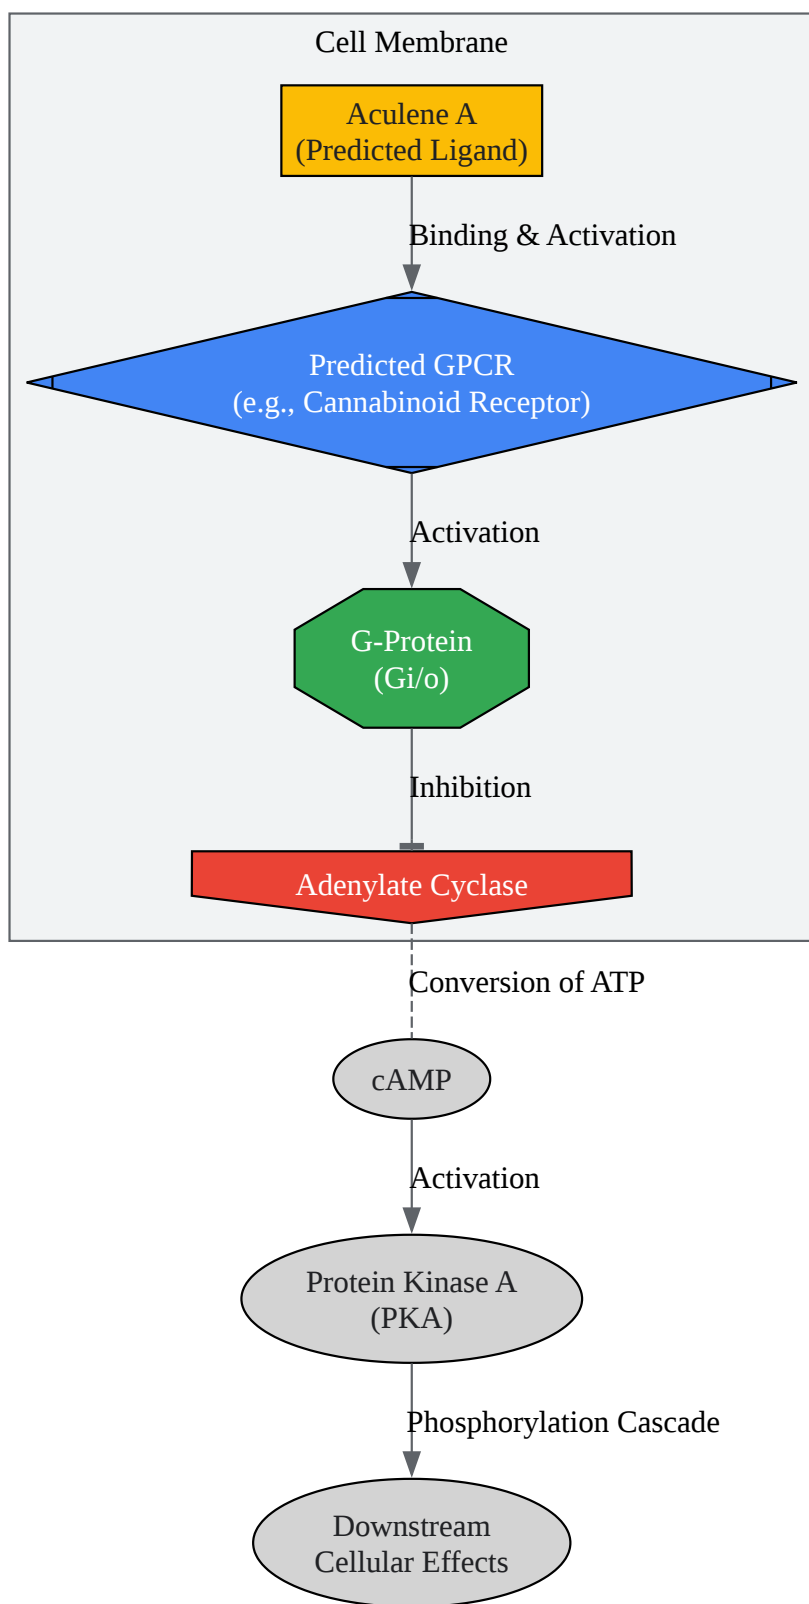 Cell Membrane
Aculene A
(Predicted Ligand)
Binding & Activation
Predicted GPCR
(e.g., Cannabinoid Receptor)
Activation
G-Protein
(Gi/o)
Inhibition
Adenylate Cyclase
Conversion of ATP
cAMP
Activation
Protein Kinase A
(PKA)
Phosphorylation Cascade
Downstream
Cellular Effects